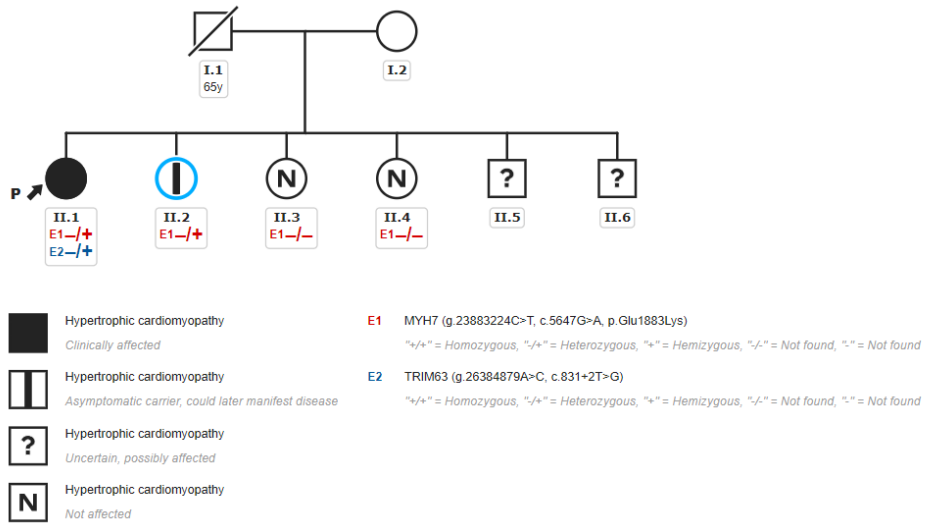 I.1
65y
I.2
P
N
N
?
?
II.1
E1 –/+
E2 –/+
II.2
E1 –/+
II.3
E1 –/–
II.4
E1 –/–
II.5
II.6
Hypertrophic cardiomyopathy
Clinically affected
Hypertrophic cardiomyopathy
Asymptomatic carrier, could later manifest disease
?
Hypertrophic cardiomyopathy
Uncertain, possibly affected
N
Hypertrophic cardiomyopathy
Not affected
E1 MYH7 (g.23883224C>T, c.5647G>A, p.Glu1883Lys)
"+/+" = Homozygous, "-/+" = Heterozygous, "+" = Hemizygous, "-/-" = Not found, "-" = Not found
E2 TRIM63 (g.26384879A>C, c.831+2T>G)
"+/+" = Homozygous, "-/+" = Heterozygous, "+" = Hemizygous, "-/-" = Not found, "-" = Not found